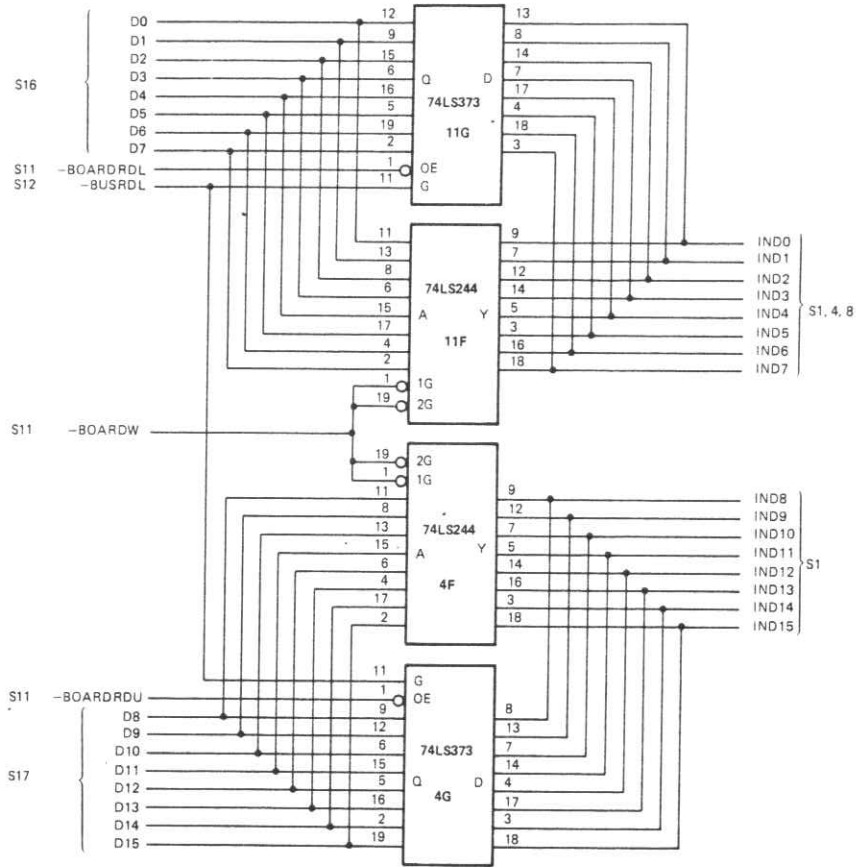 D0 12 13
D1 9 8
D2 15 14
D3 6 Q D 7
S16 D4 16 74LS373 17
D5 5 4
D6 19 11G 18
D7 2 3
S11 -BOARDRDL 1 OE
S12 -BUSRDL 11 G
11 9 IND0
13 7 IND1
8 74LS244 12 IND2
6 14 IND3
15 A Y 5 IND4 S1, 4, 8
17 11F 3 IND5
4 16 IND6
2 18 IND7
1 1G
19 2G
S11 -BOARDW
19 2G
1 1G
11 9 IND8
8 74LS244 12 IND9
13 7 IND10
15 A Y 5 IND11
6 14 IND12 S1
4 4F 16 IND13
17 3 IND14
2 18 IND15
11 G
S11 -BOARDRDU 1 OE
D8 9 8
D9 12 13
D10 6 74LS373 7
S17 D11 15 14
D12 5 Q D 4
D13 16 4G 17
D14 2 3
D15 19 18